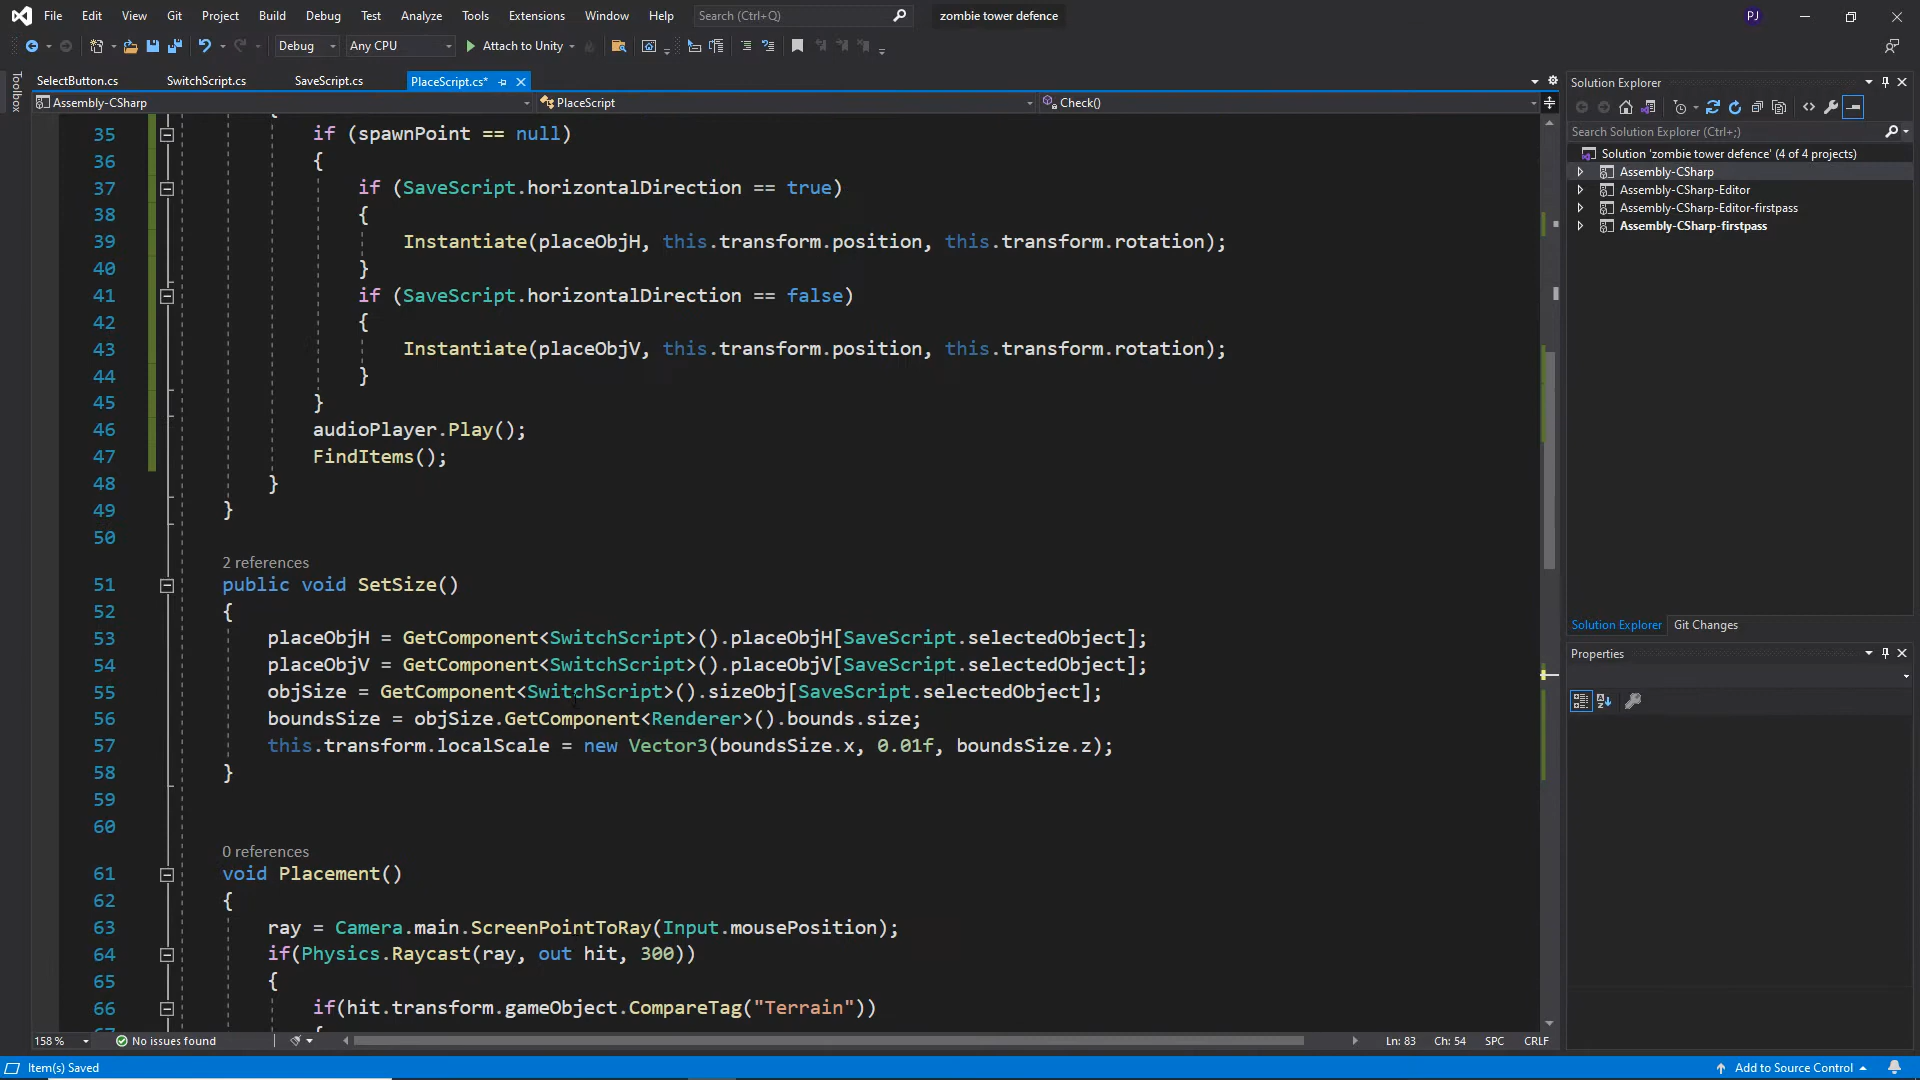 File Edit View Git Project Build Debug Test Analyze Tools Extensions Window Help Search (Ctrl+Q) zombie tower defence PJ
Debug Any CPU Attach to Unity
Toolbox
SelectButton.cs SwitchScript.cs SaveScript.cs PlaceScript.cs*
Assembly-CSharp PlaceScript Check()
35 if (spawnPoint == null)
36 {
37 if (SaveScript.horizontalDirection == true)
38 {
39 Instantiate(placeObjH, this.transform.position, this.transform.rotation);
40 }
41 if (SaveScript.horizontalDirection == false)
42 {
43 Instantiate(placeObjV, this.transform.position, this.transform.rotation);
44 }
45 }
46 audioPlayer.Play();
47 FindItems();
48 }
49 }
50
2 references
51 public void SetSize()
52 {
53 placeObjH = GetComponent<SwitchScript>().placeObjH[SaveScript.selectedObject];
54 placeObjV = GetComponent<SwitchScript>().placeObjV[SaveScript.selectedObject];
55 objSize = GetComponent<SwitchScript>().sizeObj[SaveScript.selectedObject];
56 boundsSize = objSize.GetComponent<Renderer>().bounds.size;
57 this.transform.localScale = new Vector3(boundsSize.x, 0.01f, boundsSize.z);
58 }
59
60
0 references
61 void Placement()
62 {
63 ray = Camera.main.ScreenPointToRay(Input.mousePosition);
64 if(Physics.Raycast(ray, out hit, 300))
65 {
66 if(hit.transform.gameObject.CompareTag("Terrain"))
158 % No issues found Ln: 83 Ch: 54 SPC CRLF
Solution Explorer
Search Solution Explorer (Ctrl+;)
Solution 'zombie tower defence' (4 of 4 projects)
Assembly-CSharp
Assembly-CSharp-Editor
Assembly-CSharp-Editor-firstpass
Assembly-CSharp-firstpass
Solution Explorer Git Changes
Properties
Item(s) Saved Add to Source Control